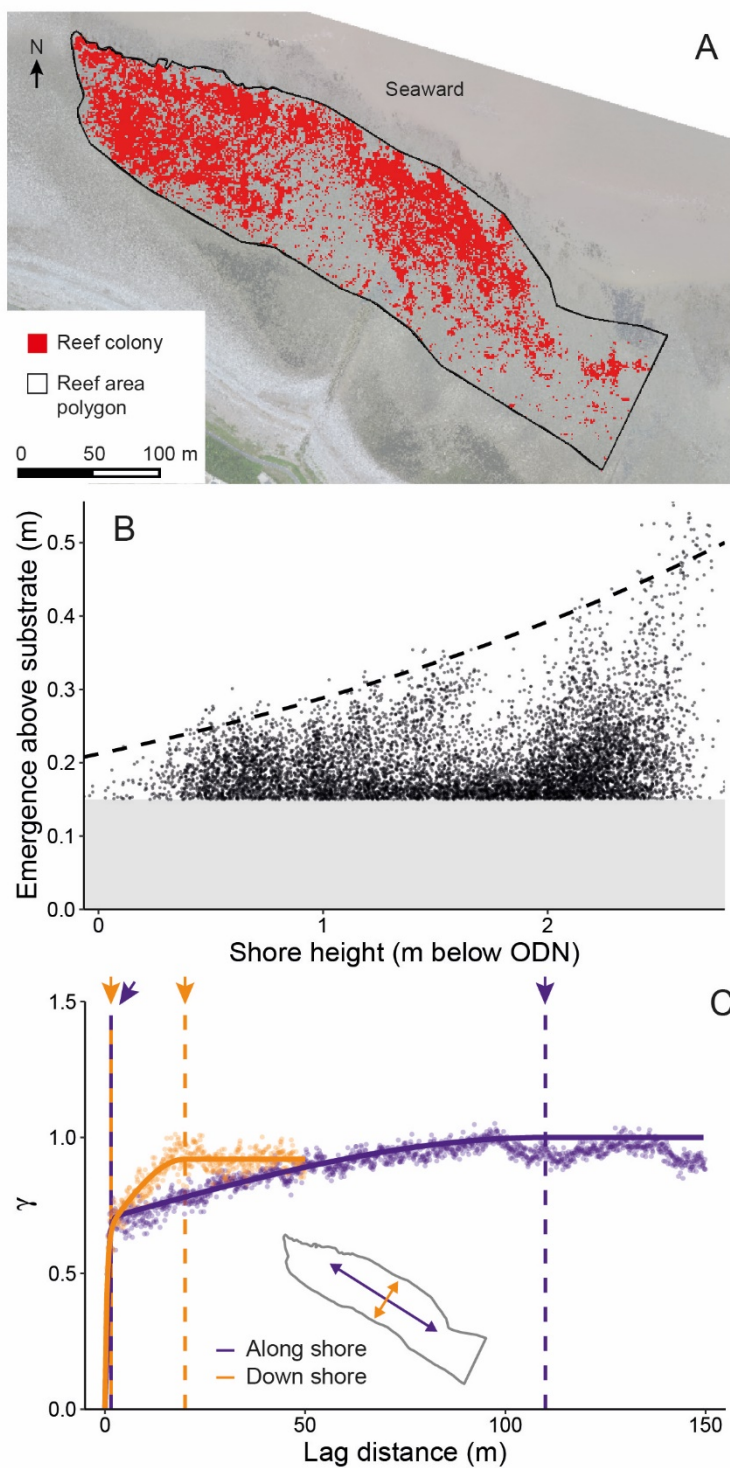 A
N
Seaward
Reef colony
Reef area
polygon
0 50 100 m
B
Emergence above substrate (m)
0.5
0.4
0.3
0.2
0.1
0.0
0 1 2
Shore height (m below ODN)
C
1.5
1.0
γ
0.5
0.0
Along shore
Down shore
0 50 100 150
Lag distance (m)